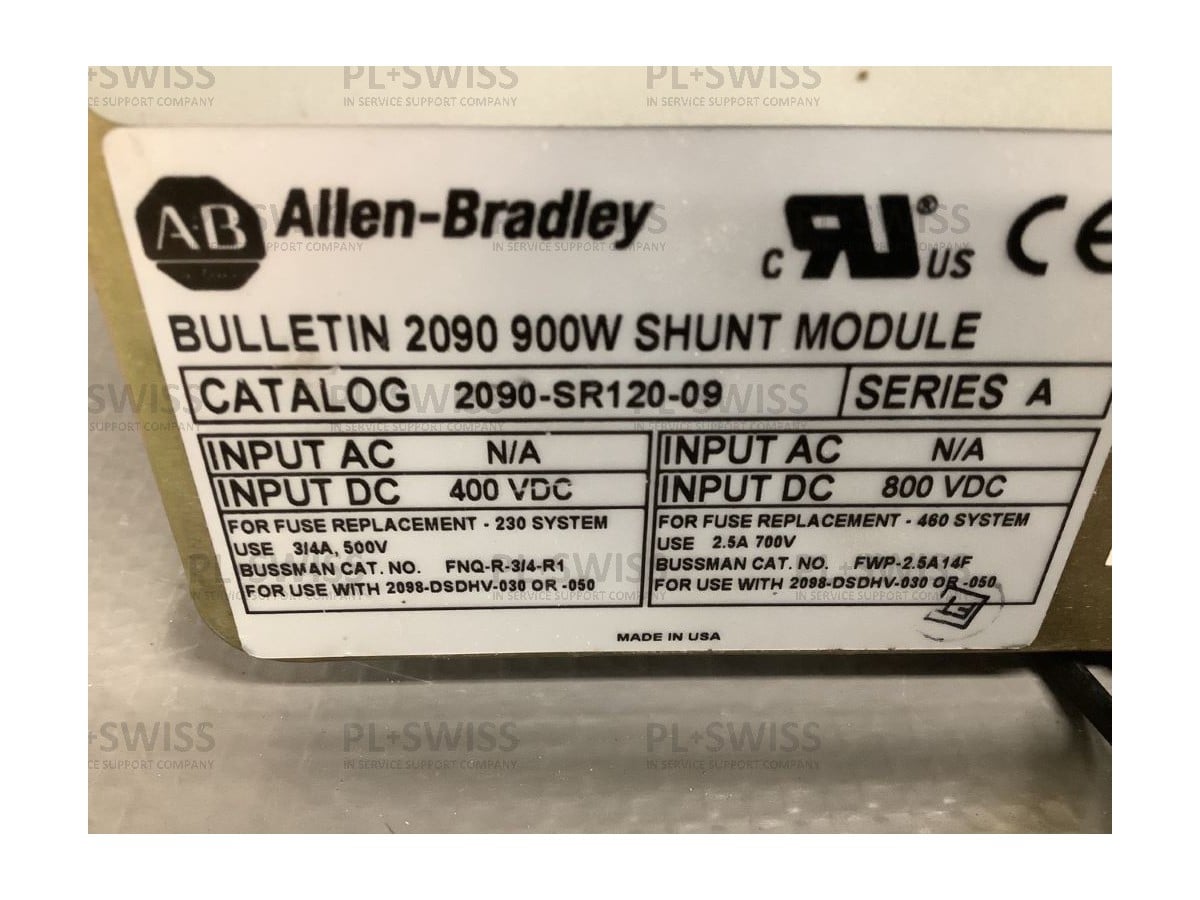 PL+SWISS PL+SWISS PL+SWISS
IN SERVICE SUPPORT COMPANY IN SERVICE SUPPORT COMPANY IN SERVICE SUPPORT COMPANY
A·B Allen-Bradley
c RU ® US CE
BULLETIN 2090 900W SHUNT MODULE
CATALOG 2090-SR120-09 SERIES A
INPUT AC N/A INPUT AC N/A
INPUT DC 400 VDC INPUT DC 800 VDC
FOR FUSE REPLACEMENT - 230 SYSTEM
USE 3/4A, 500V
BUSSMAN CAT. NO. FNQ-R-3/4-R1
FOR USE WITH 2098-DSDHV-030 OR -050
FOR FUSE REPLACEMENT - 460 SYSTEM
USE 2.5A 700V
BUSSMAN CAT. NO. FWP-2.5A14F
FOR USE WITH 2098-DSDHV-030 OR -050
MADE IN USA
PL+SWISS PL+SWISS PL+SWISS
IN SERVICE SUPPORT COMPANY IN SERVICE SUPPORT COMPANY IN SERVICE SUPPORT COMPANY